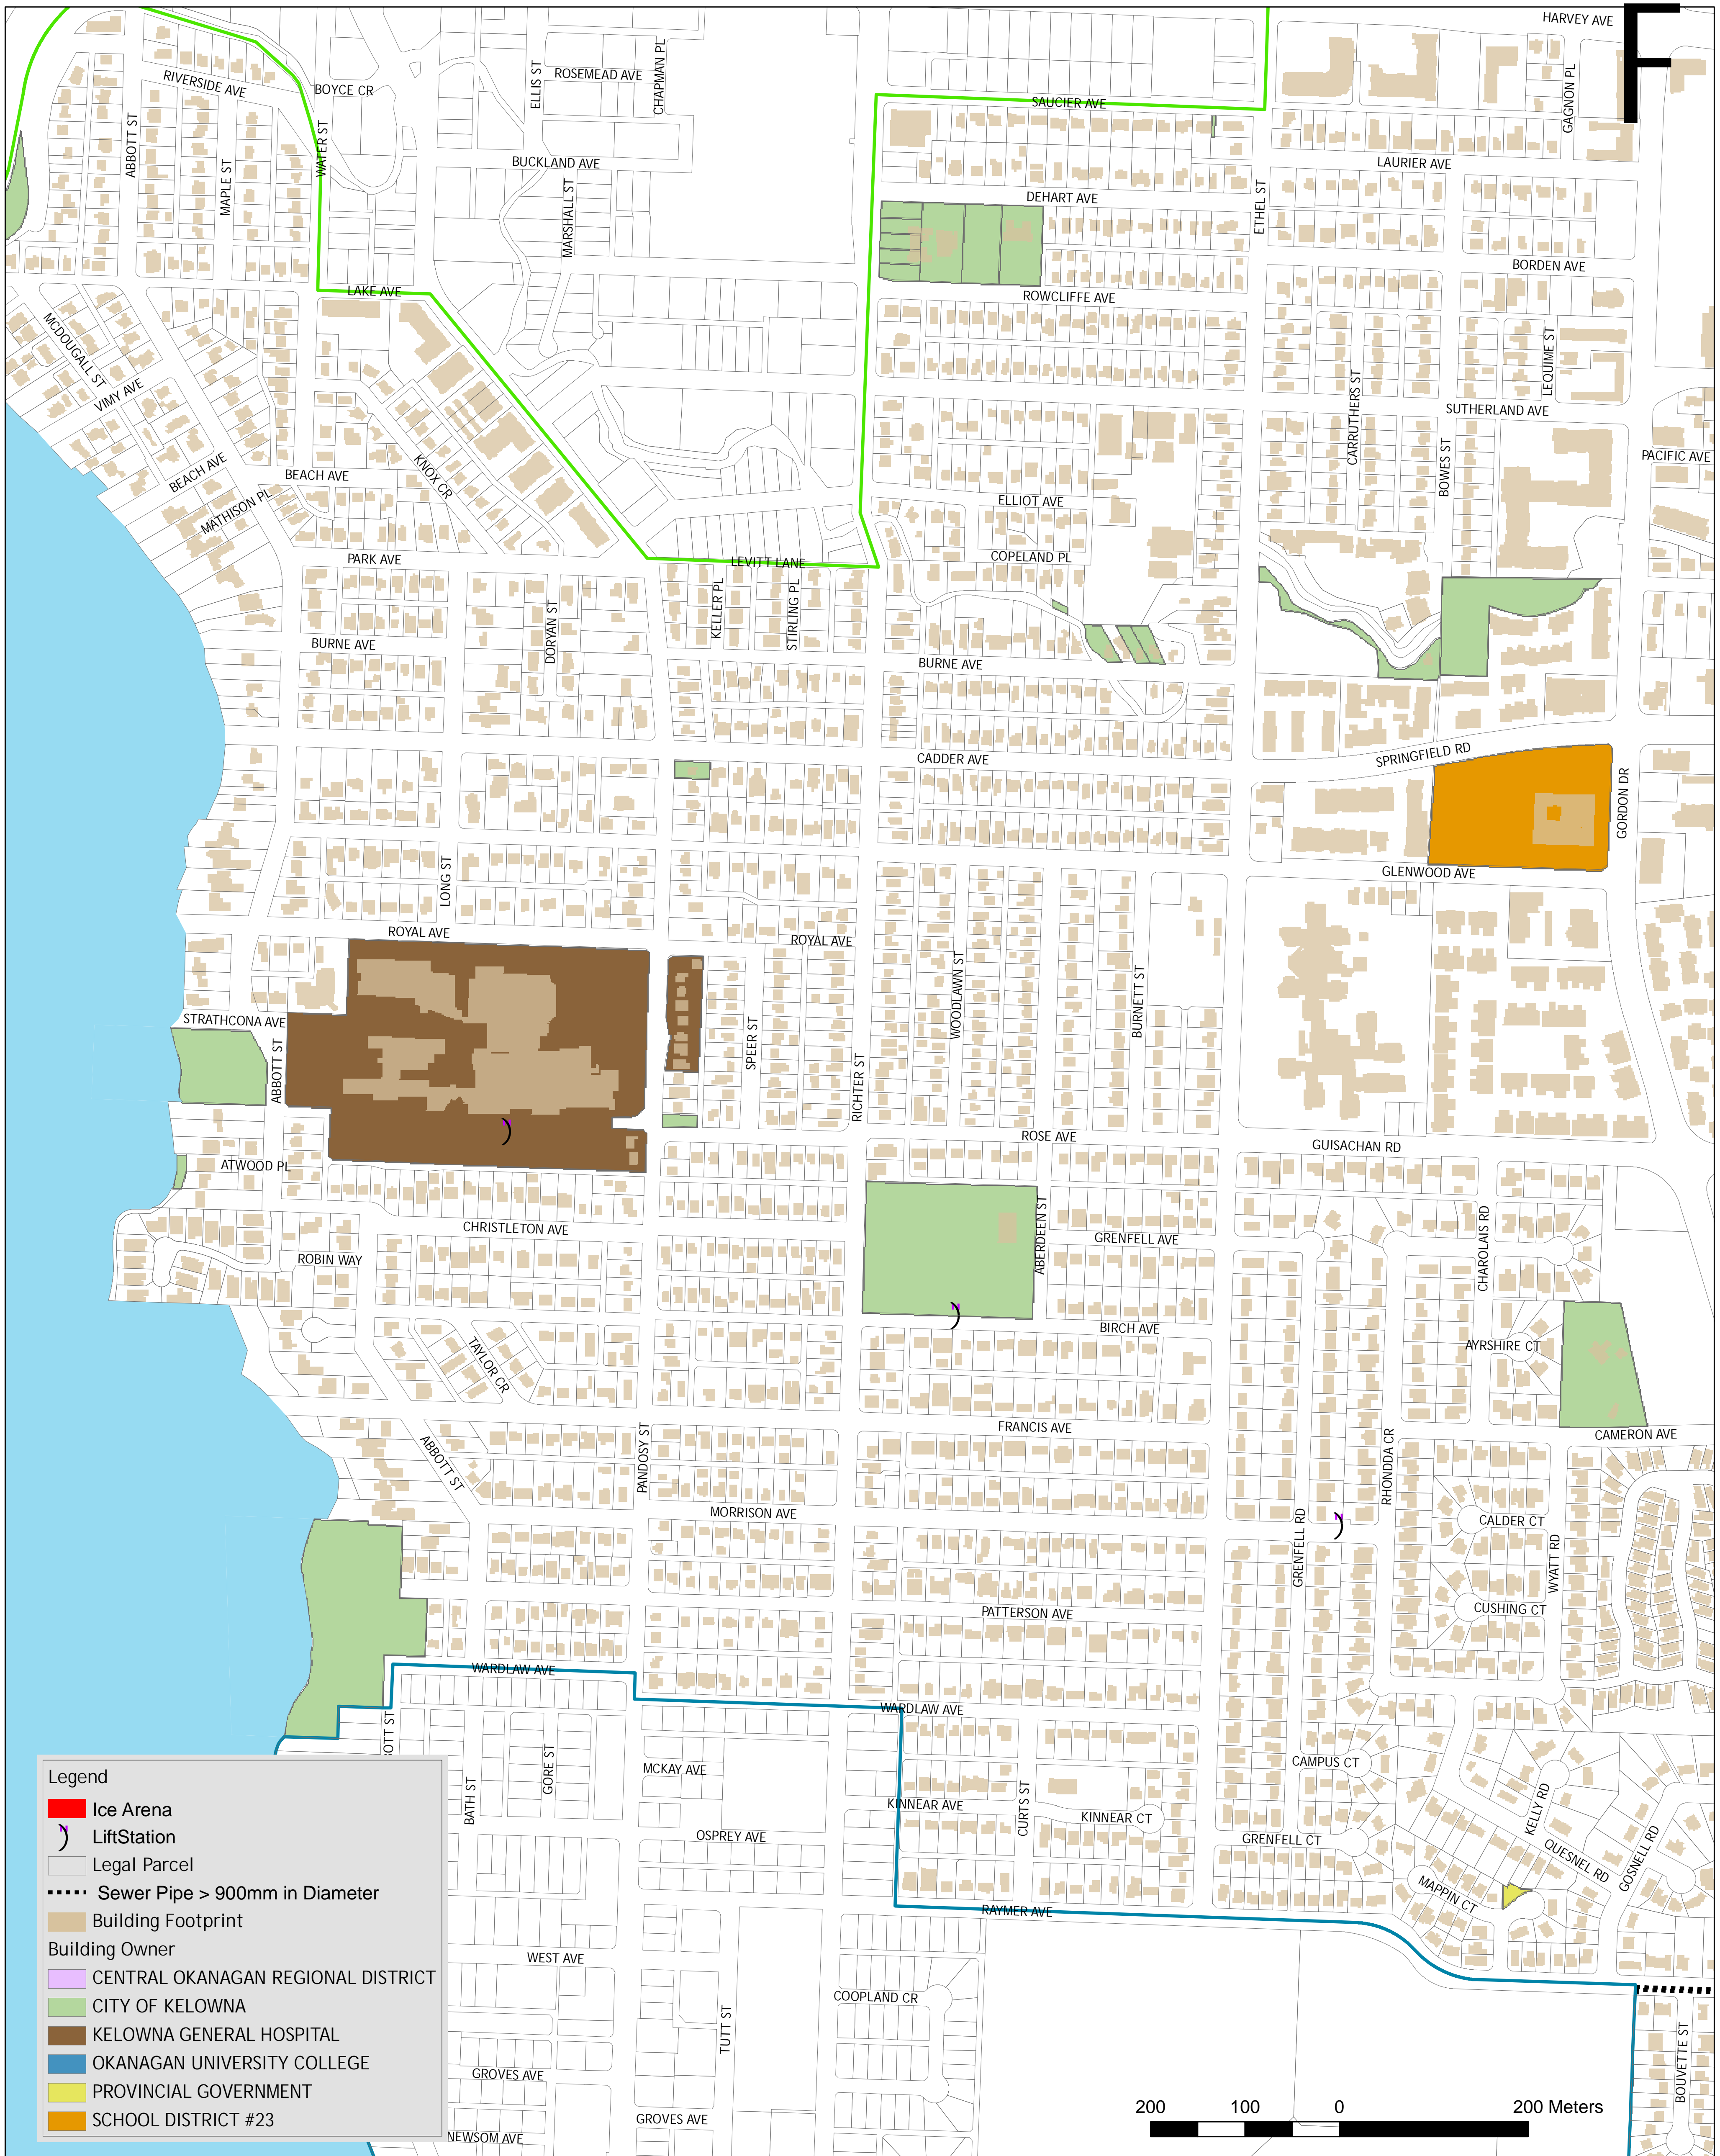 HARVEY AVE
ROSEMEAD AVE
CHAPMAN PL
ELLIS ST
GAGNON PL
RIVERSIDE AVE
BOYCE CR
SAUCIER AVE
ABBOTT ST
MAPLE ST
WATER ST
BUCKLAND AVE
LAURIER AVE
MARSHALL ST
DEHART AVE
ETHEL ST
BORDEN AVE
LAKE AVE
ROWCLIFFE AVE
MCDOUGALL ST
LEQUIME ST
VIMY AVE
CARRUTHERS ST
SUTHERLAND AVE
BOWES ST
PACIFIC AVE
BEACH AVE
BEACH AVE
KNOX CR
MATHISON PL
ELLIOT AVE
PARK AVE
LEVITT LANE
COPELAND PL
KELLER PL
STIRLING PL
DORYAN ST
BURNE AVE
BURNE AVE
CADDER AVE
SPRINGFIELD RD
GORDON DR
LONG ST
GLENWOOD AVE
ROYAL AVE
ROYAL AVE
WOODLAWN ST
BURNETT ST
STRATHCONA AVE
ABBOTT ST
SPEER ST
RICHTER ST
ROSE AVE
GUISACHAN RD
ATWOOD PL
CHRISTLETON AVE
ABERDEEN ST
GRENFELL AVE
CHAROLAIS RD
ROBIN WAY
BIRCH AVE
AYRSHIRE CT
TAYLOR CR
FRANCIS AVE
CAMERON AVE
ABBOTT ST
PANDOSY ST
RHONDDA CR
MORRISON AVE
CALDER CT
GRENFELL RD
WYATT RD
PATTERSON AVE
CUSHING CT
WARDLAW AVE
WARDLAW AVE
OTT ST
GORE ST
BATH ST
MCKAY AVE
CAMPUS CT
KINNEAR AVE
CURTS ST
KINNEAR CT
KELLY RD
OSPREY AVE
GRENFELL CT
QUESNEL RD
GOSNELL RD
MAPPIN CT
RAYMER AVE
WEST AVE
COOPLAND CR
TUTT ST
BOUVETTE ST
GROVES AVE
GROVES AVE
NEWSOM AVE
F
Legend
Ice Arena
LiftStation
Legal Parcel
Sewer Pipe > 900mm in Diameter
Building Footprint
Building Owner
CENTRAL OKANAGAN REGIONAL DISTRICT
CITY OF KELOWNA
KELOWNA GENERAL HOSPITAL
OKANAGAN UNIVERSITY COLLEGE
PROVINCIAL GOVERNMENT
SCHOOL DISTRICT #23
200 100 0 200 Meters